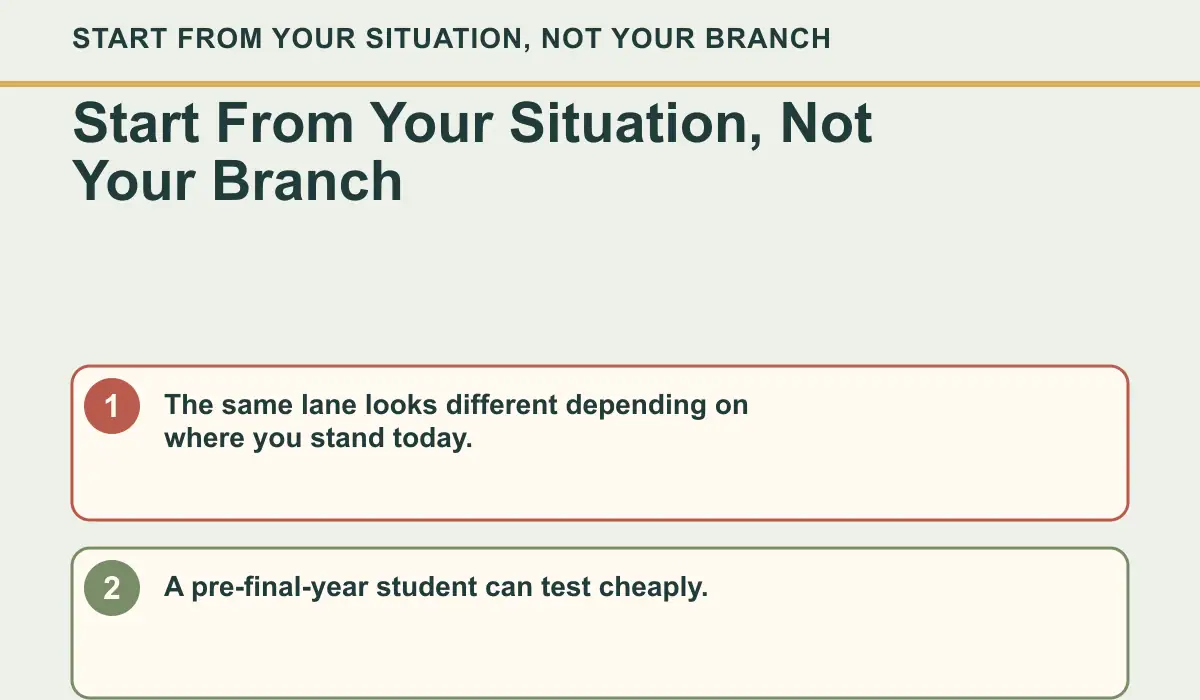 START FROM YOUR SITUATION, NOT YOUR BRANCH
Start From Your Situation, Not
Your Branch
1
The same lane looks different depending on
where you stand today.
2
A pre-final-year student can test cheaply.